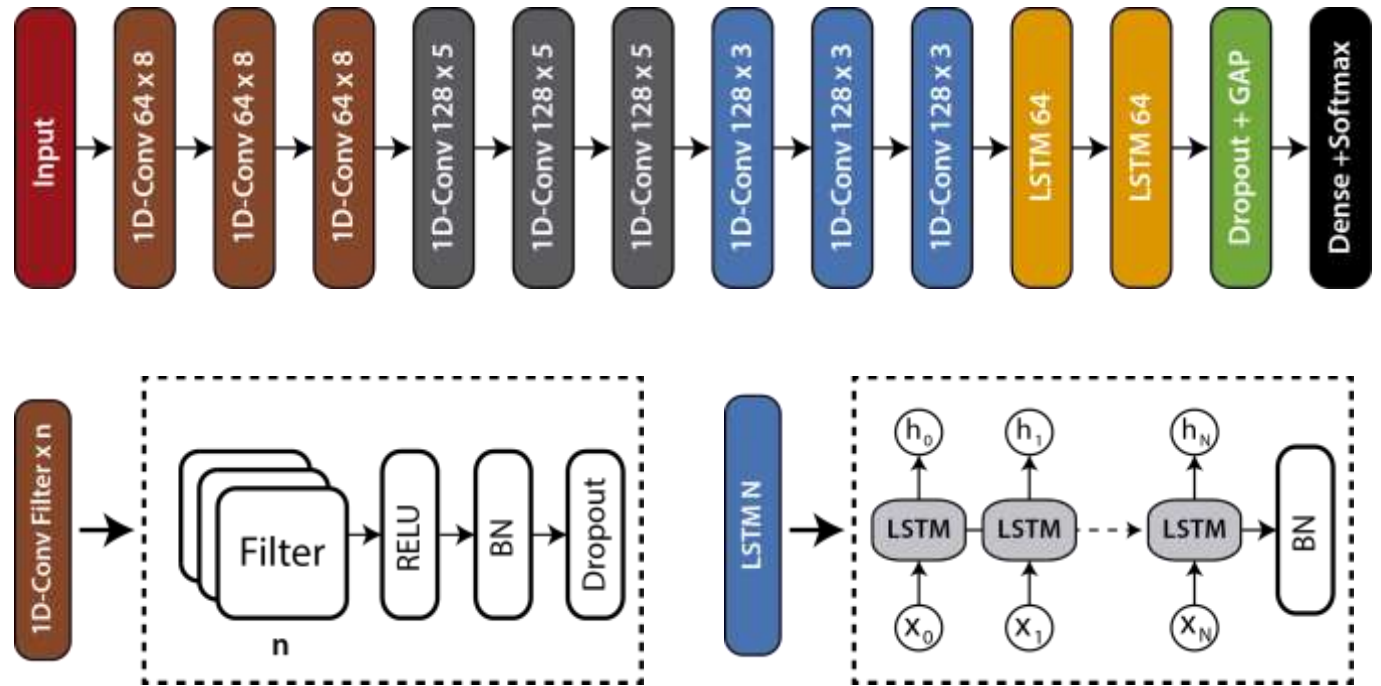 Input
1D-Conv 64 x 8
1D-Conv 64 x 8
1D-Conv 64 x 8
1D-Conv 128 x 5
1D-Conv 128 x 5
1D-Conv 128 x 5
1D-Conv 128 x 3
1D-Conv 128 x 3
1D-Conv 128 x 3
LSTM 64
LSTM 64
Dropout + GAP
Dense +Softmax
1D-Conv Filter x n
Filter
n
RELU
BN
Dropout
LSTM N
h₀
h₁
h_N
LSTM
LSTM
LSTM
x₀
x₁
x_N
BN